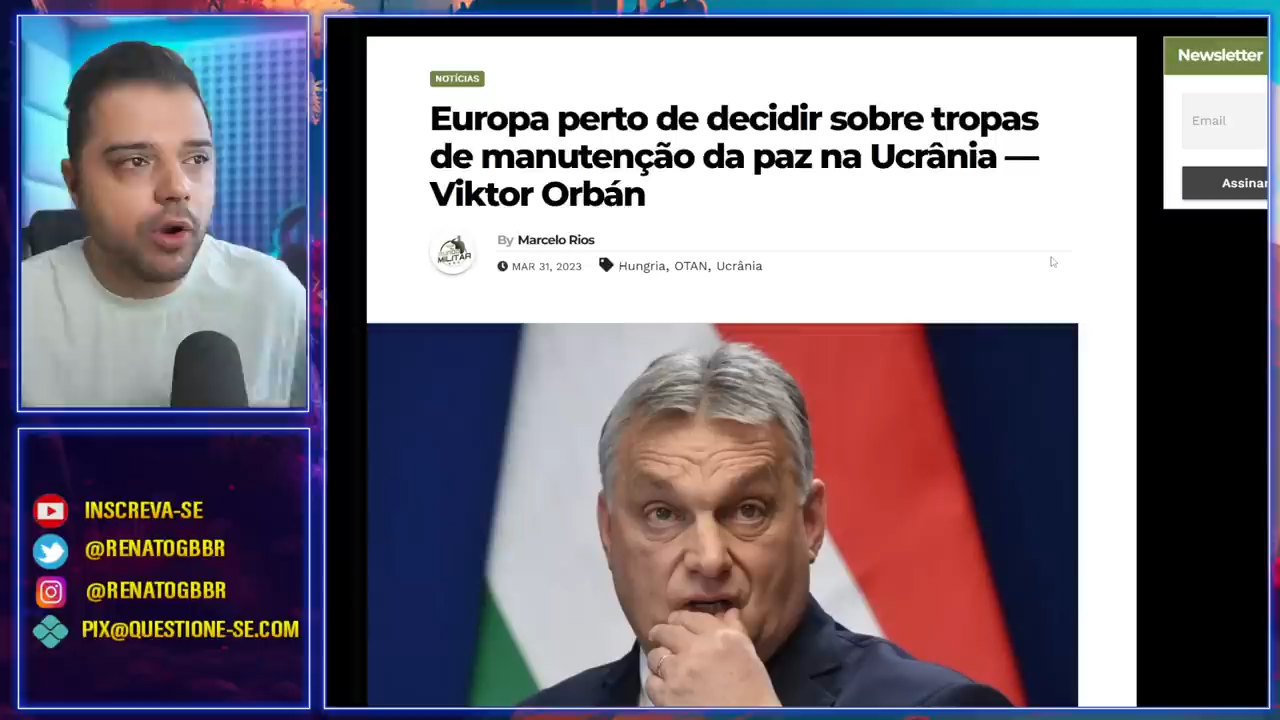 NOTÍCIAS
Europa perto de decidir sobre tropas
de manutenção da paz na Ucrânia —
Viktor Orbán
By Marcelo Rios
MAR 31, 2023
Hungria, OTAN, Ucrânia
MILITAR
Newsletter
Email
Assinar
INSCREVA-SE
@RENATOGBBR
@RENATOGBBR
PIX@QUESTIONE-SE.COM